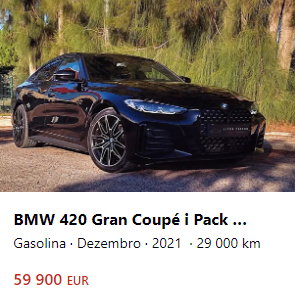 BMW 420 Gran Coupé i Pack ...
Gasolina · Dezembro · 2021 · 29 000 km
59 900 EUR